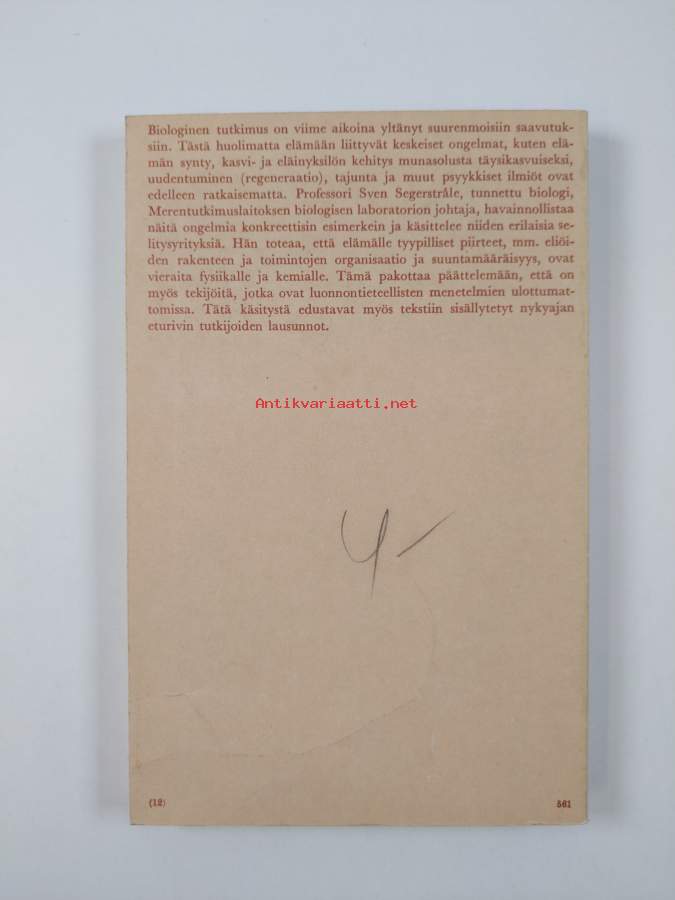 Biologinen tutkimus on viime aikoina yltänyt suurenmoisiin saavutuk-
siin. Tästä huolimatta elämään liittyvät keskeiset ongelmat, kuten elä-
män synty, kasvi- ja eläinyksilön kehitys munasolusta täysikasvuiseksi,
uudentuminen (regeneraatio), tajunta ja muut psyykkiset ilmiöt ovat
edelleen ratkaisematta. Professori Sven Segerstråle, tunnettu biologi,
Merentutkimuslaitoksen biologisen laboratorion johtaja, havainnollistaa
näitä ongelmia konkreettisin esimerkein ja käsittelee niiden erilaisia se-
litysyrityksiä. Hän toteaa, että elämälle tyypilliset piirteet, mm. eliöi-
den rakenteen ja toimintojen organisaatio ja suuntamääräisyys, ovat
vieraita fysiikalle ja kemialle. Tämä pakottaa päättelemään, että on
myös tekijöitä, jotka ovat luonnontieteellisten menetelmien ulottumat-
tomissa. Tätä käsitystä edustavat myös tekstiin sisällytetyt nykyajan
eturivin tutkijoiden lausunnot.
Antikvariaatti.net
4-
(12) 561